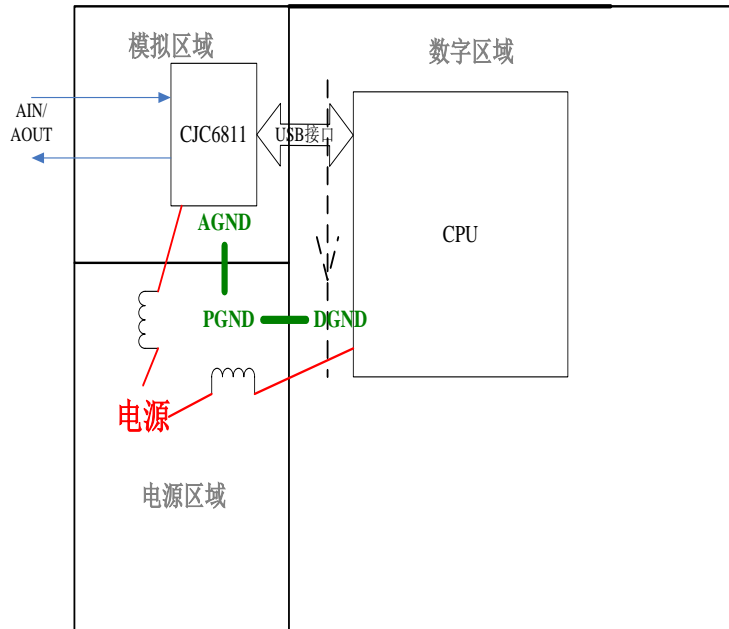 模拟区域
数字区域
AIN/
AOUT
CJC6811
USB接口
CPU
AGND
PGND
DGND
电源
电源区域